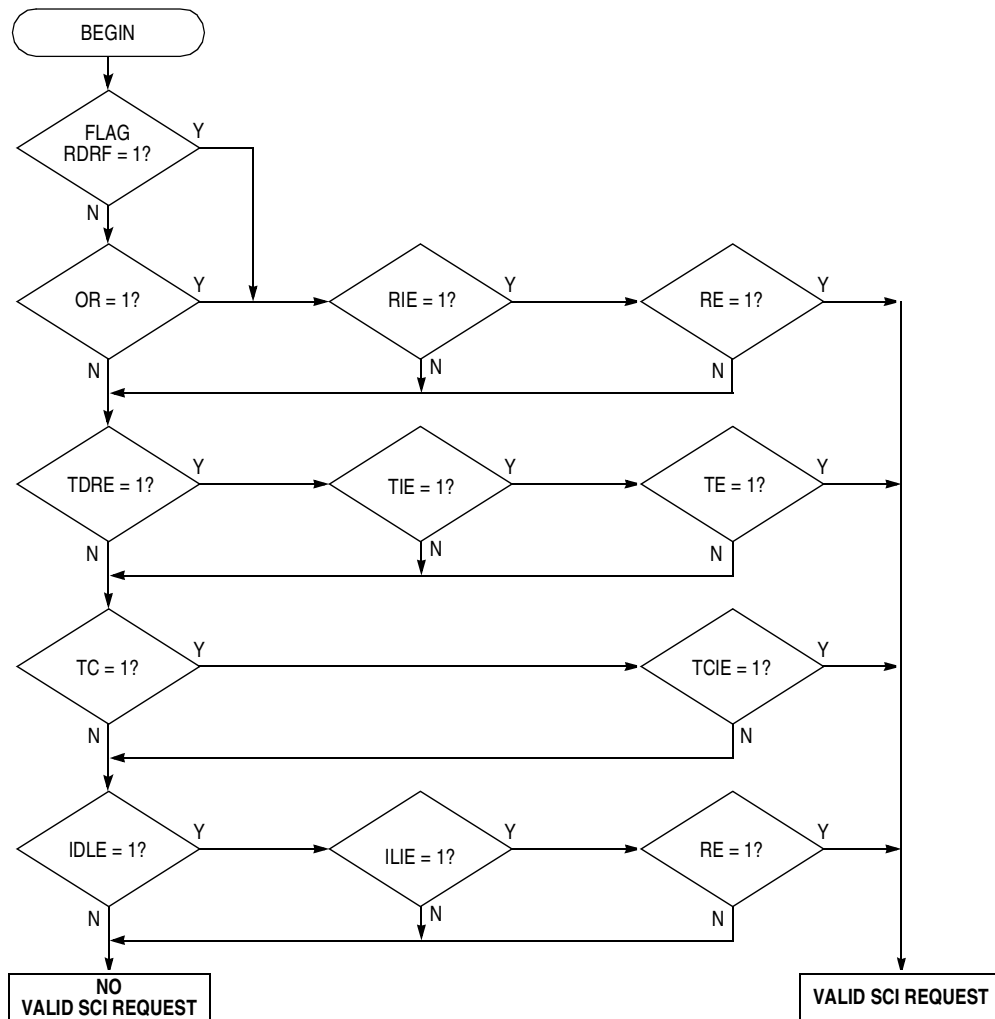 BEGIN
FLAG
RDRF = 1?
Y
N
OR = 1?
Y
RIE = 1?
Y
RE = 1?
Y
N
N
N
TDRE = 1?
Y
TIE = 1?
Y
TE = 1?
Y
N
N
N
TC = 1?
Y
TCIE = 1?
Y
N
N
IDLE = 1?
Y
ILIE = 1?
Y
RE = 1?
Y
N
N
N
NO
VALID SCI REQUEST
VALID SCI REQUEST